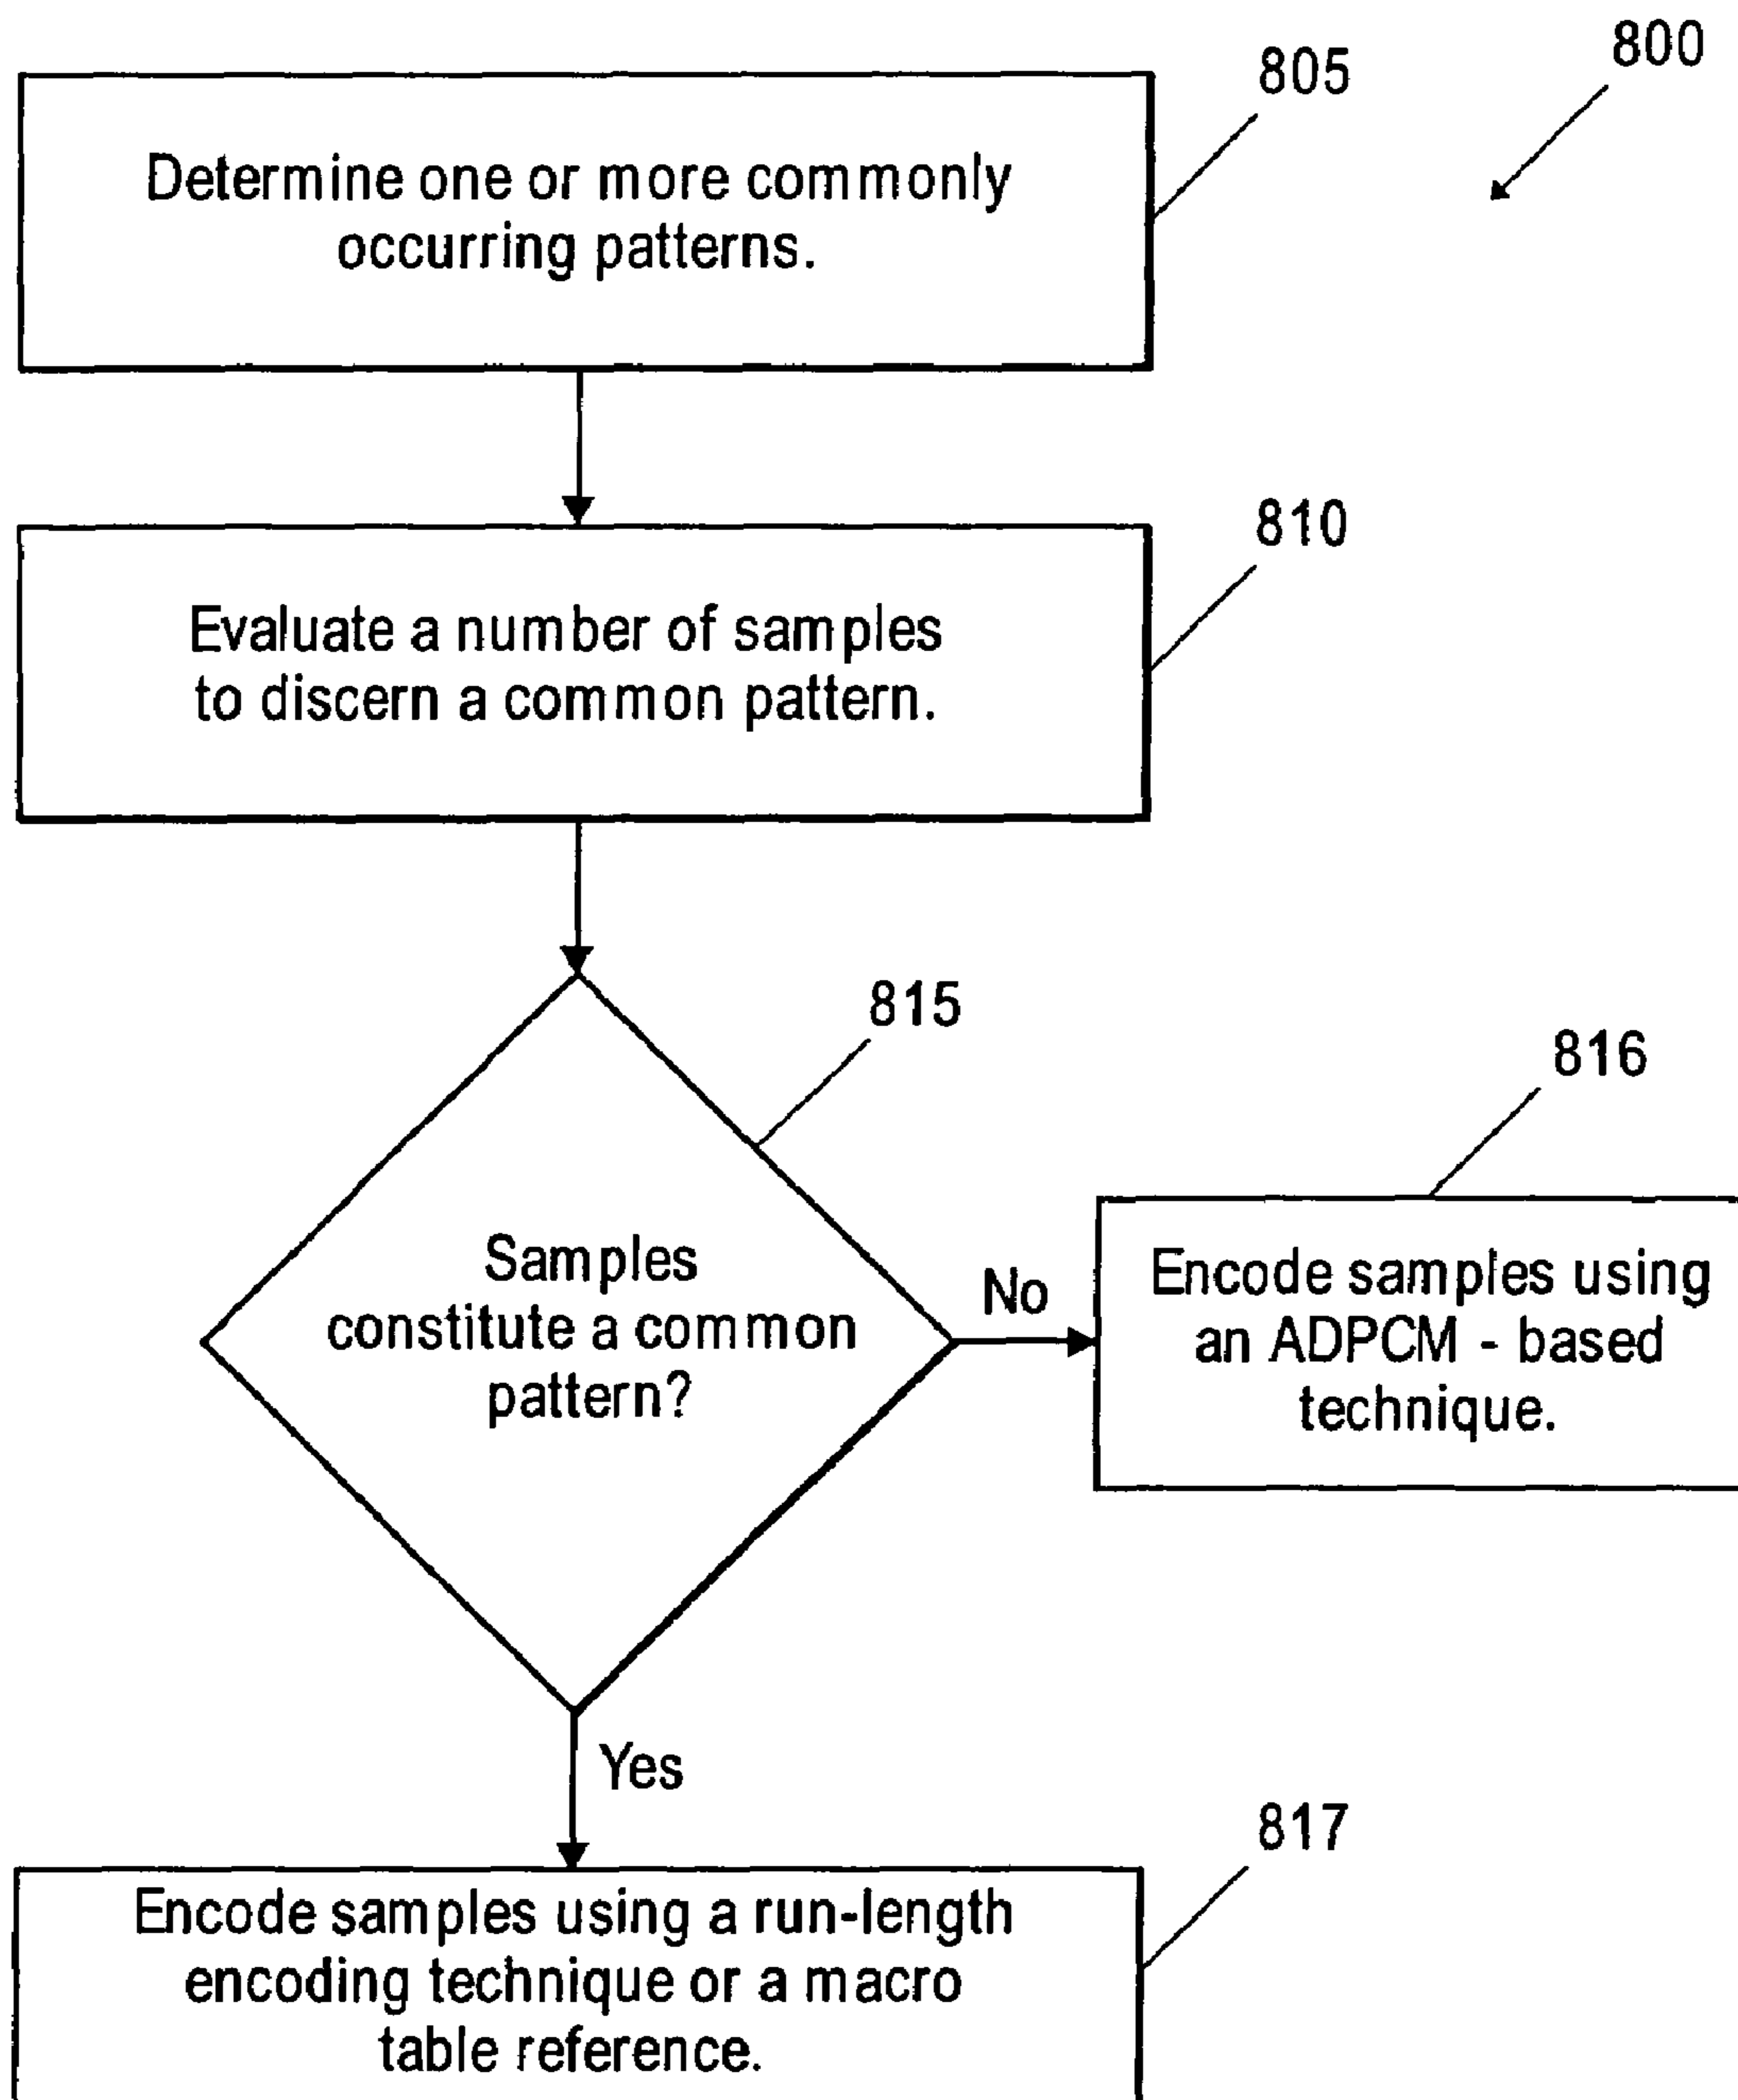 800
805
Determine one or more commonly
occurring patterns.
810
Evaluate a number of samples
to discern a common pattern.
815
Samples
constitute a common
pattern?
No
816
Encode samples using
an ADPCM - based
technique.
Yes
817
Encode samples using a run-length
encoding technique or a macro
table reference.